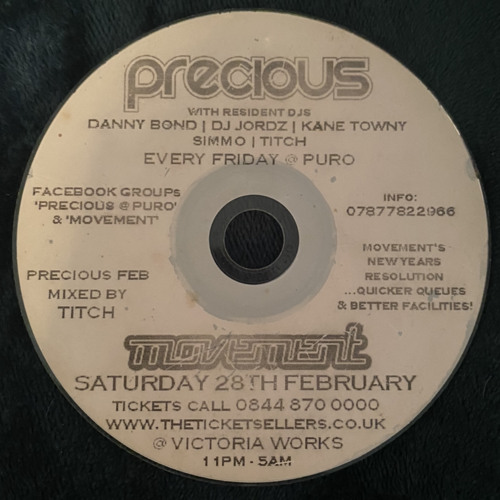 precious
WITH RESIDENT DJS
DANNY BOND | DJ JORDZ | KANE TOWNY
SIMMO | TITCH
EVERY FRIDAY @ PURO
FACEBOOK GROUPS
'PRECIOUS @ PURO'
& 'MOVEMENT'
INFO:
07877822966
PRECIOUS FEB
MIXED BY
TITCH
MOVEMENT'S
NEW YEARS
RESOLUTION
...QUICKER QUEUES
& BETTER FACILITIES!
movement
SATURDAY 28TH FEBRUARY
TICKETS CALL 0844 870 0000
WWW.THETICKETSELLERS.CO.UK
@ VICTORIA WORKS
11PM - 5AM